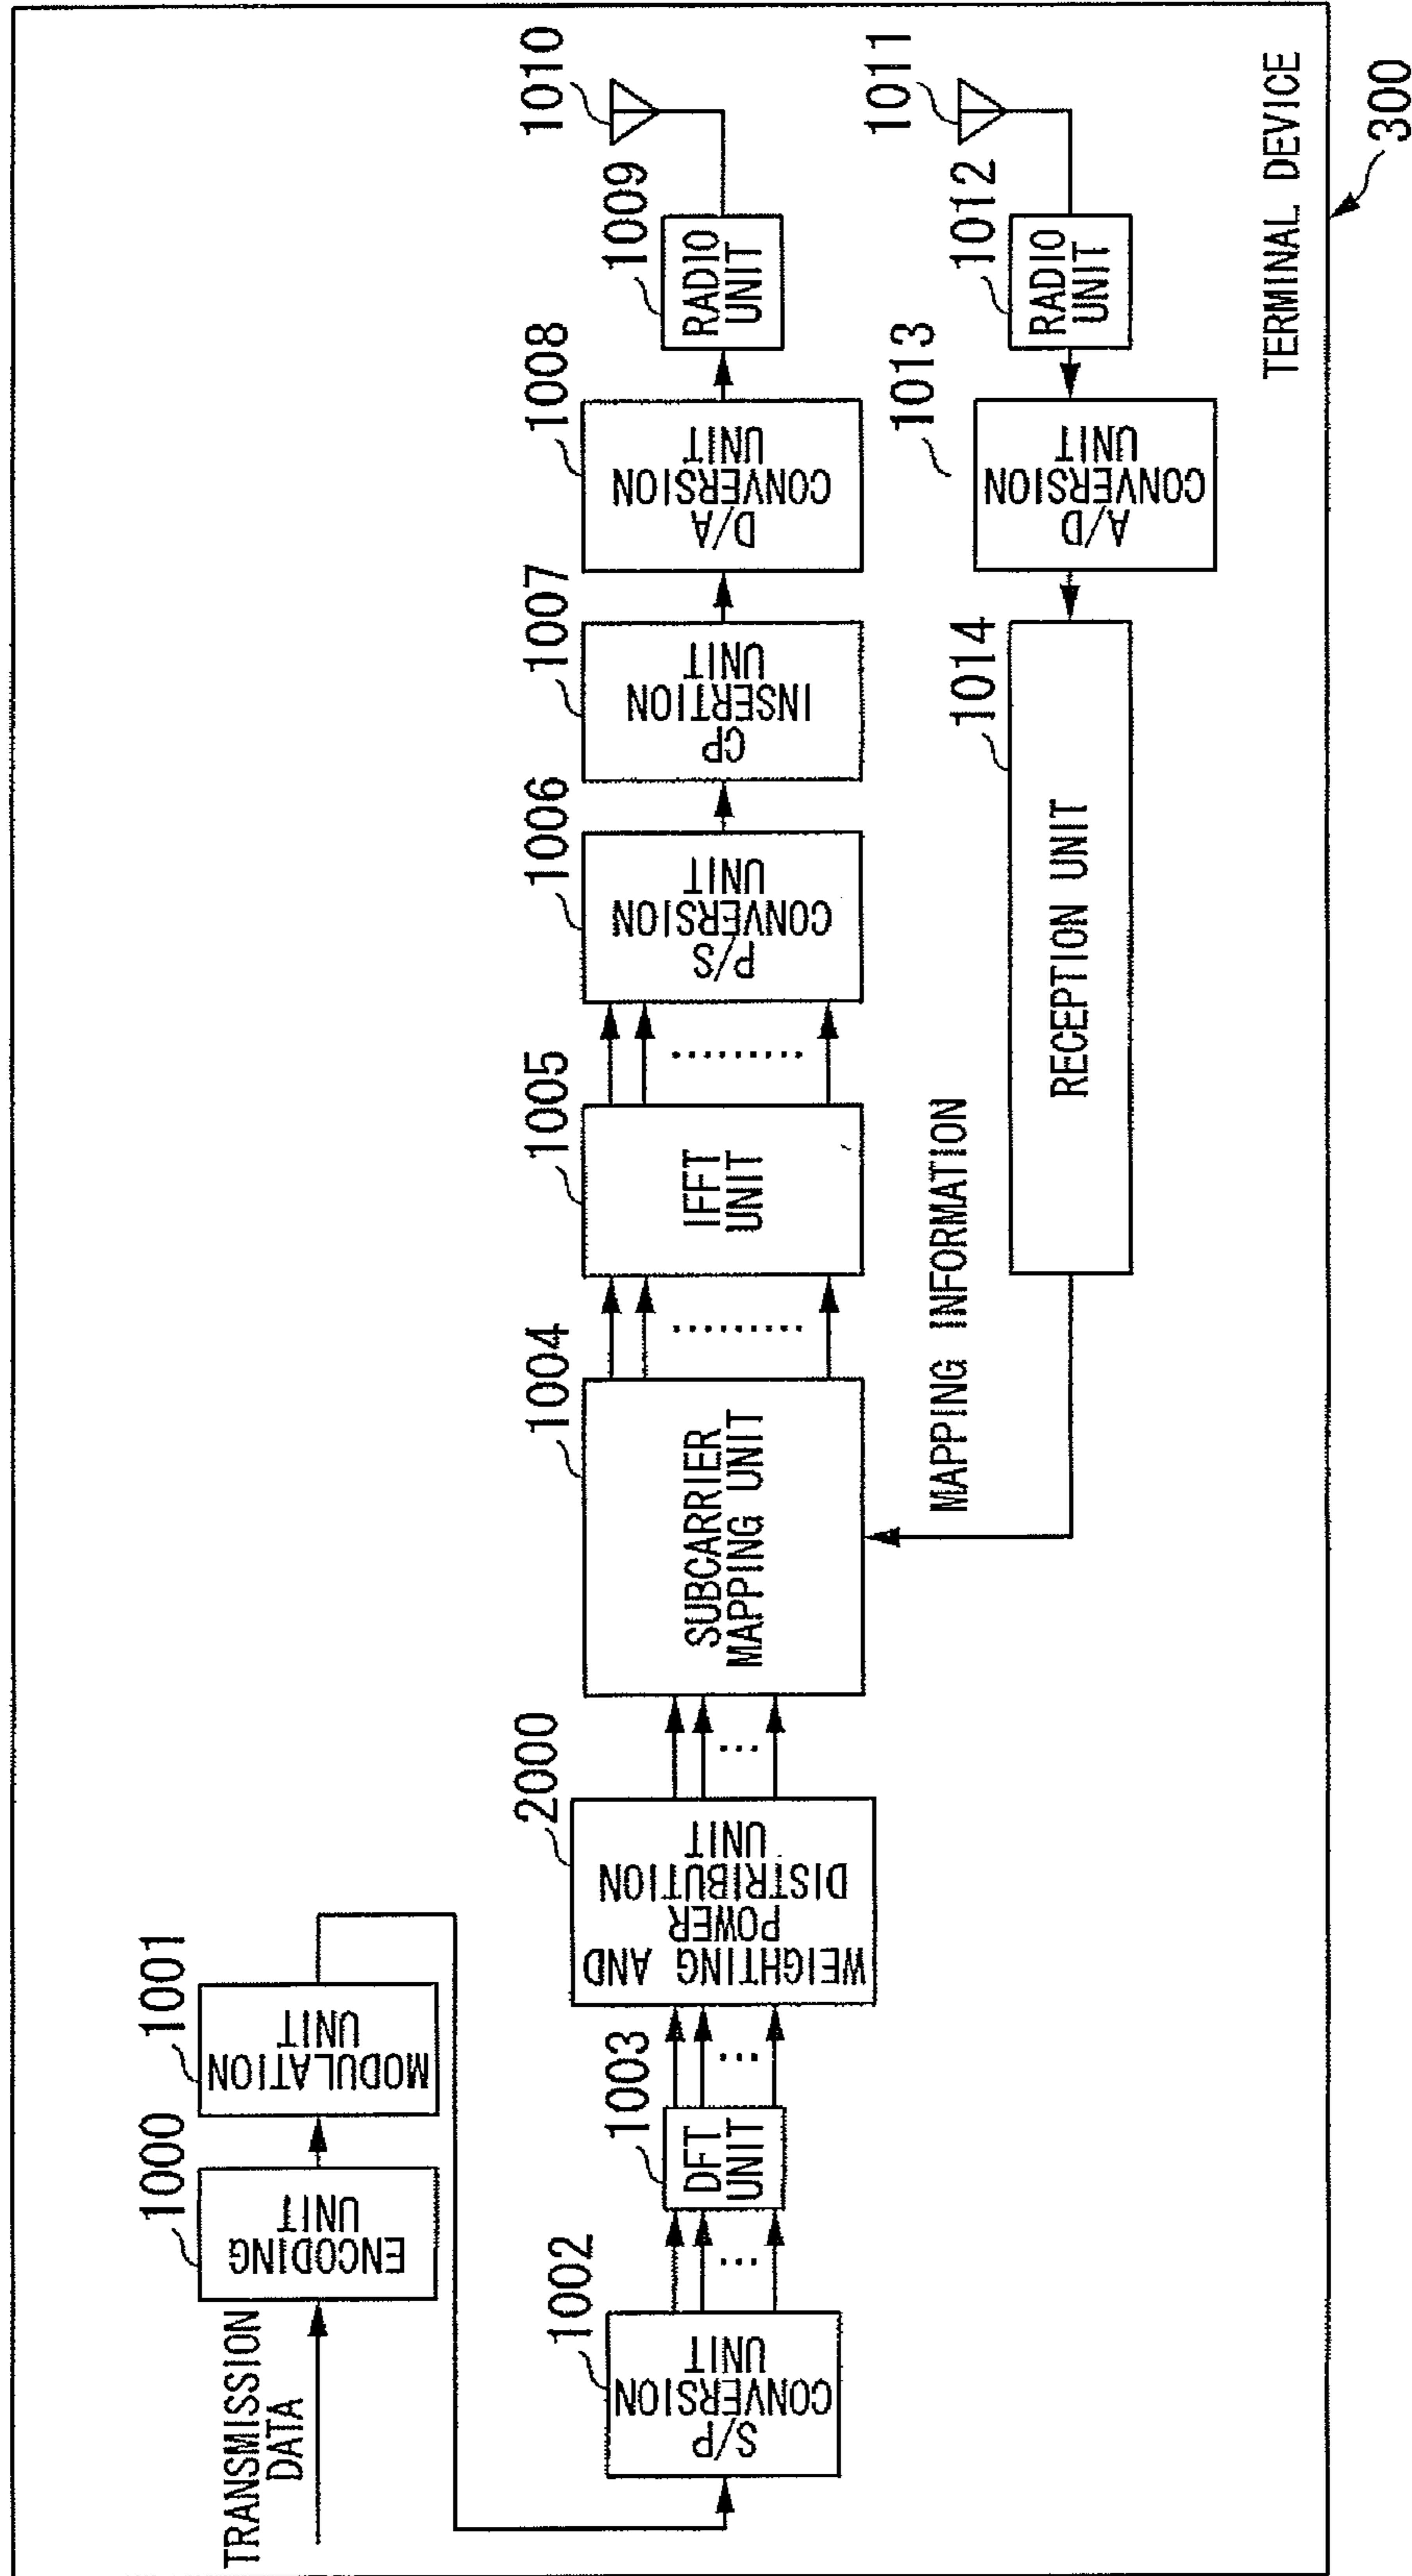 TRANSMISSION
DATA
1000
ENCODING
UNIT
1001
MODULATION
UNIT
1002
S/P
CONVERSION
UNIT
1003
DFT
UNIT
2000
WEIGHTING AND
POWER
DISTRIBUTION
UNIT
1004
SUBCARRIER
MAPPING UNIT
1005
IFFT
UNIT
1006
P/S
CONVERSION
UNIT
1007
CP
INSERTION
UNIT
1008
D/A
CONVERSION
UNIT
1009
RADIO
UNIT
1010
MAPPING INFORMATION
1014
RECEPTION UNIT
1013
A/D
CONVERSION
UNIT
1012
RADIO
UNIT
1011
TERMINAL DEVICE
300